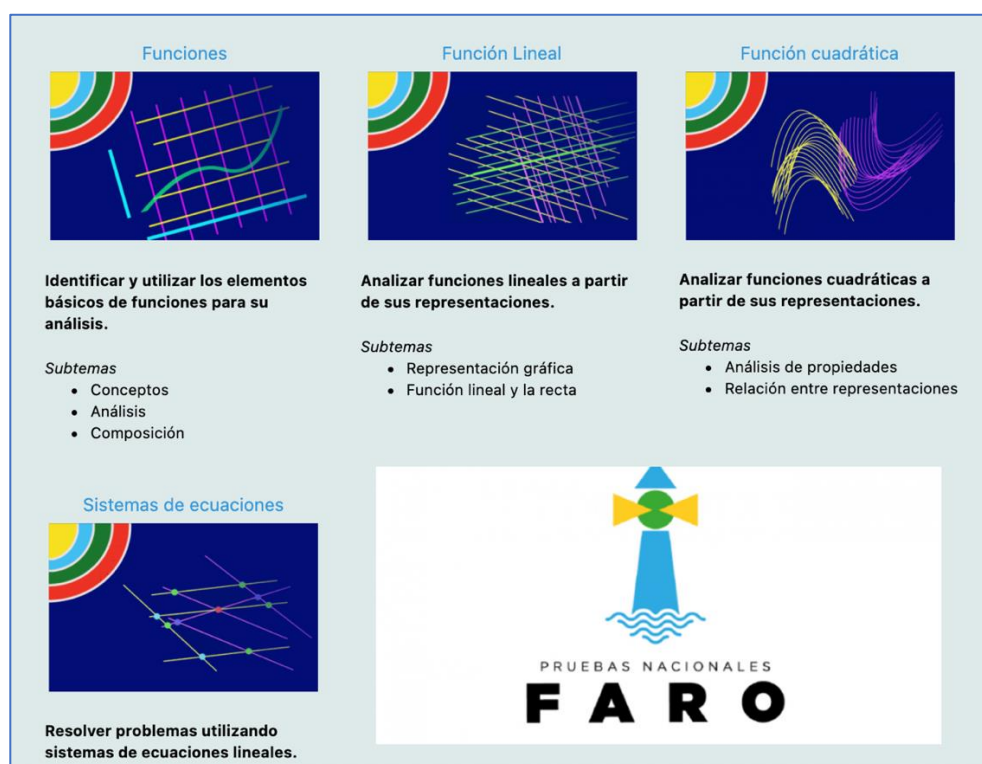 Funciones
Identificar y utilizar los elementos
básicos de funciones para su
análisis.
Subtemas
• Conceptos
• Análisis
• Composición
Función Lineal
Analizar funciones lineales a partir
de sus representaciones.
Subtemas
• Representación gráfica
• Función lineal y la recta
Función cuadrática
Analizar funciones cuadráticas a
partir de sus representaciones.
Subtemas
• Análisis de propiedades
• Relación entre representaciones
Sistemas de ecuaciones
Resolver problemas utilizando
sistemas de ecuaciones lineales.
PRUEBAS NACIONALES
FARO